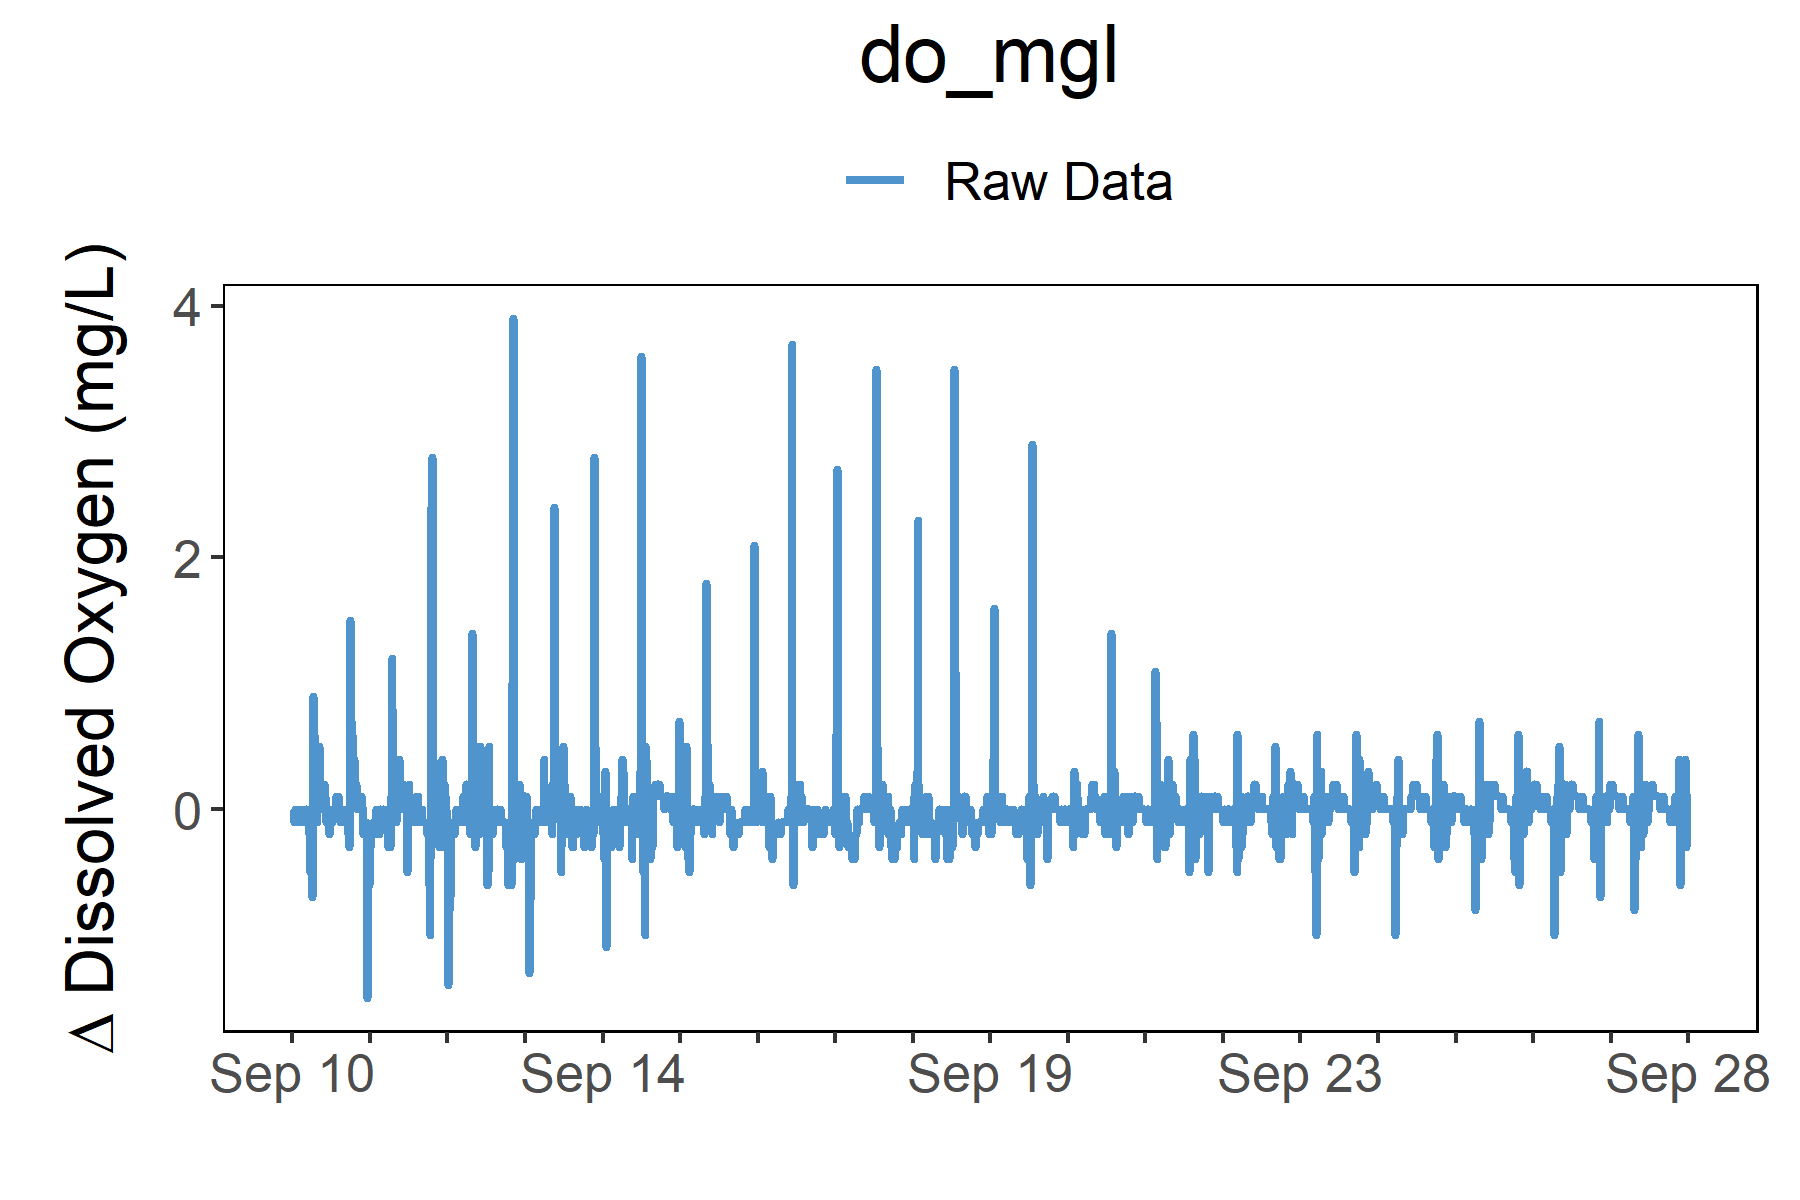 do_mgl
Raw Data
Δ Dissolved Oxygen (mg/L)
4
2
0
Sep 10
Sep 14
Sep 19
Sep 23
Sep 28